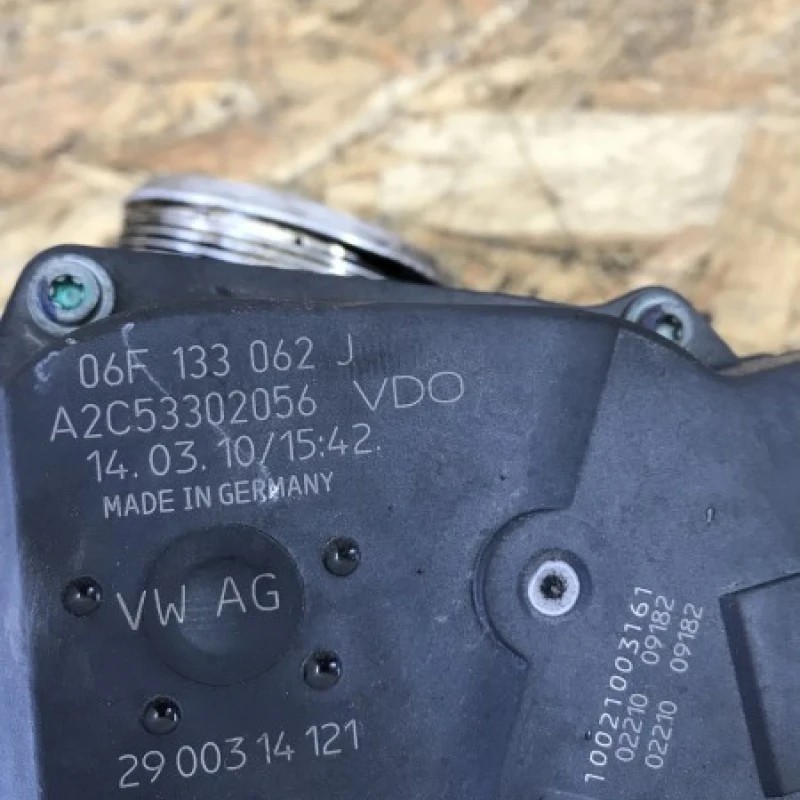 06F 133 062 J
A2C53302056 VDO
14.03.10/15:42.
MADE IN GERMANY
VW AG
29 003 14 121
10021003161
02210 09182
02210 09182